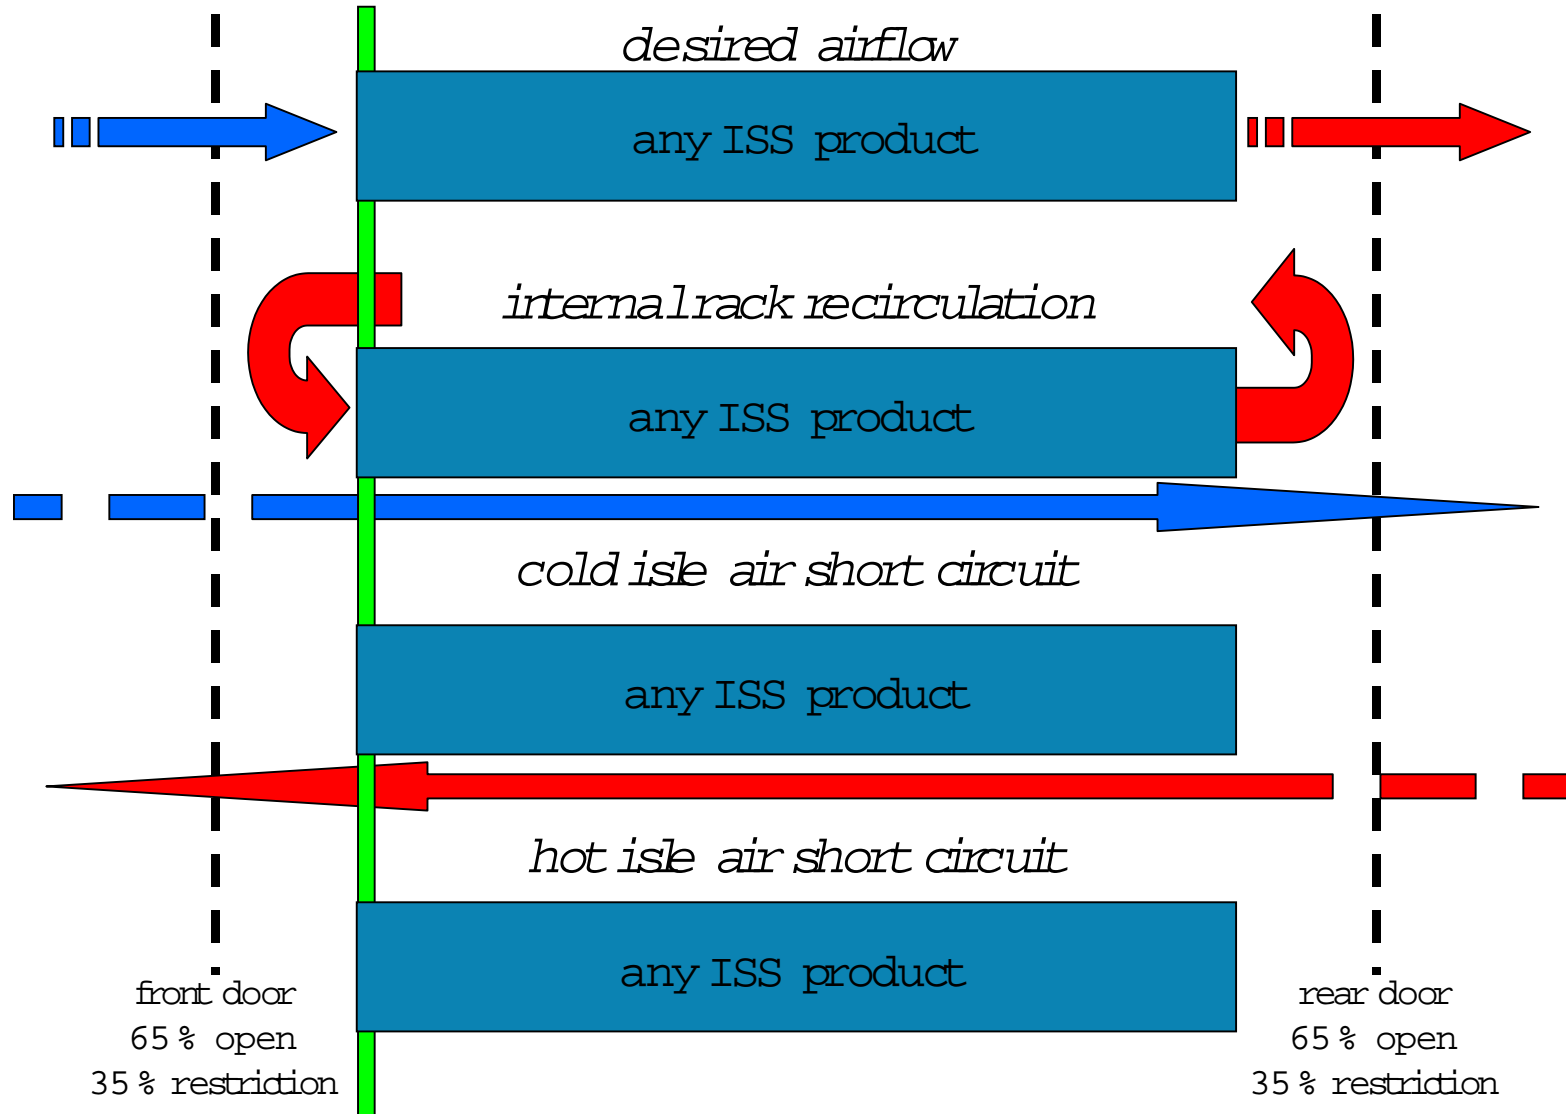 desired airflow
any ISS product
internal rack recirculation
any ISS product
cold isle air short circuit
any ISS product
hot isle air short circuit
any ISS product
front door
65 % open
35 % restriction
rear door
65 % open
35 % restriction